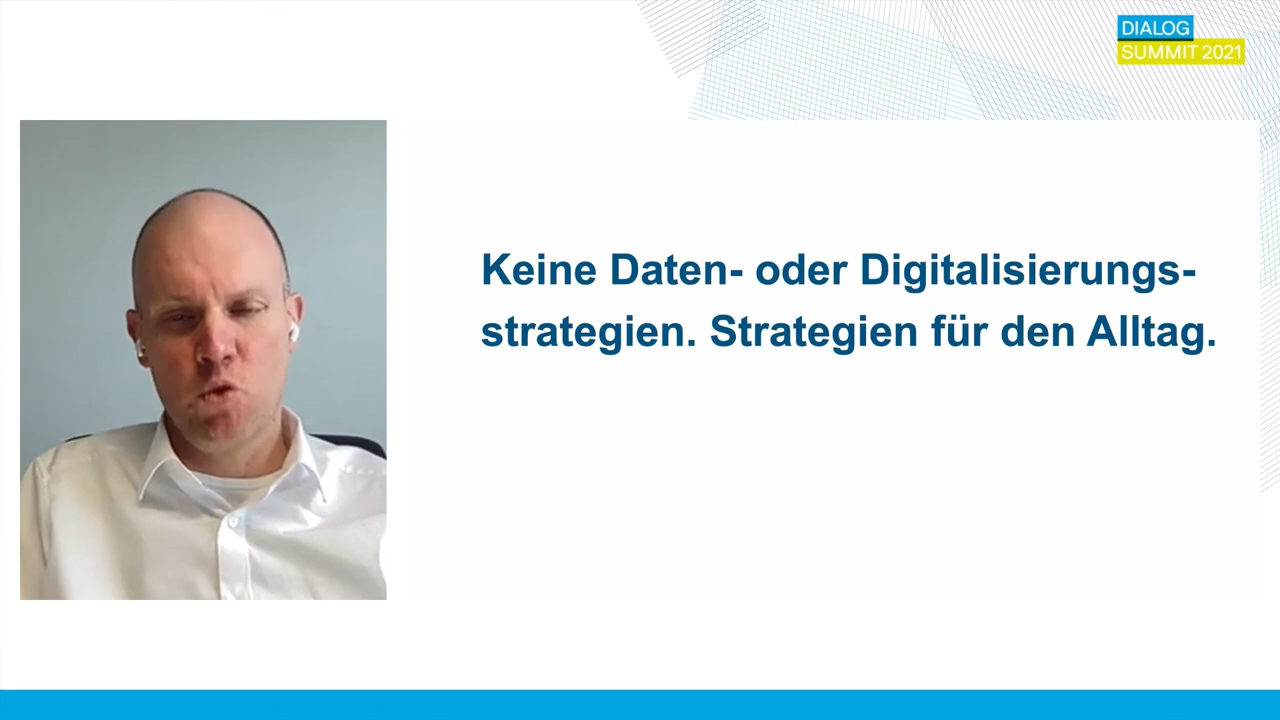 DIALOG
SUMMIT 2021
Keine Daten- oder Digitalisierungs-
strategien. Strategien für den Alltag.